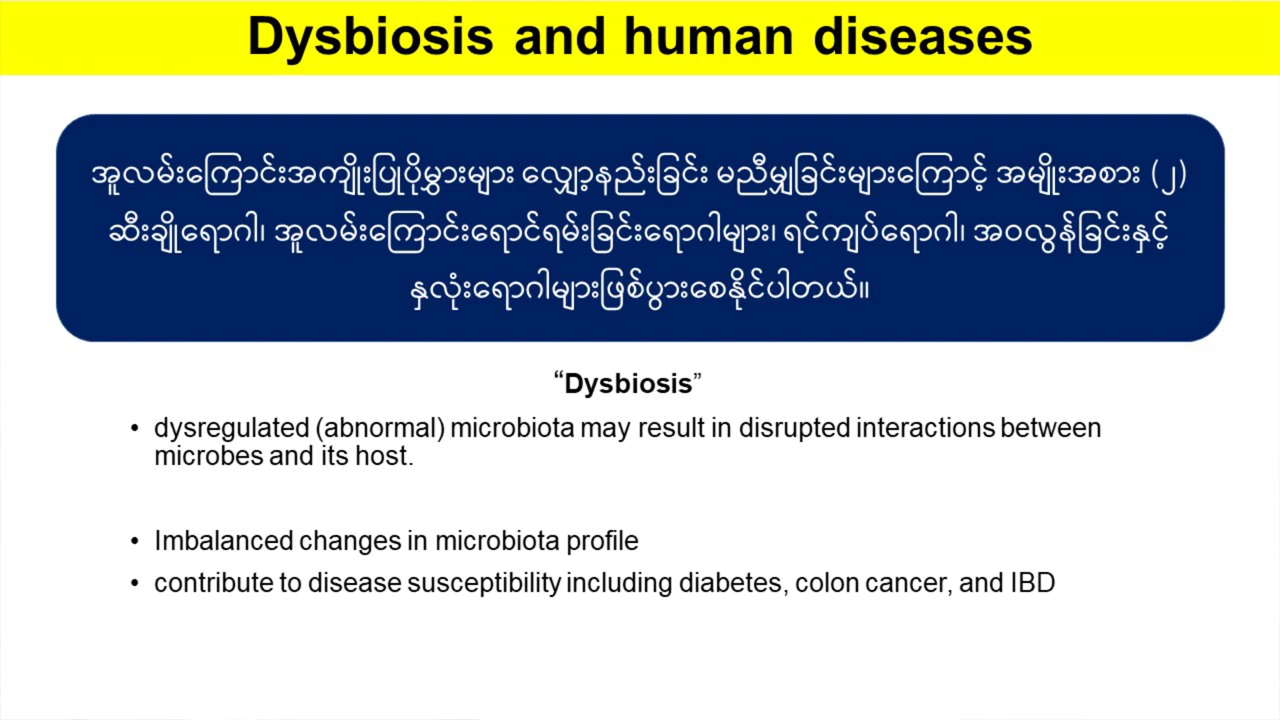 Dysbiosis and human diseases
အူလမ်းကြောင်းအကျိုးပြုပိုမွှားများ လျှော့နည်းခြင်း မညီမျှခြင်းများကြောင့် အမျိုးအစား (၂)
ဆီးချိုရောဂါ၊ အူလမ်းကြောင်းရောင်ရမ်းခြင်းရောဂါများ၊ ရင်ကျပ်ရောဂါ၊ အဝလွန်ခြင်းနှင့်
နှလုံးရောဂါများဖြစ်ပွားစေနိုင်ပါတယ်။
“Dysbiosis”
• dysregulated (abnormal) microbiota may result in disrupted interactions between
microbes and its host.
• Imbalanced changes in microbiota profile
• contribute to disease susceptibility including diabetes, colon cancer, and IBD